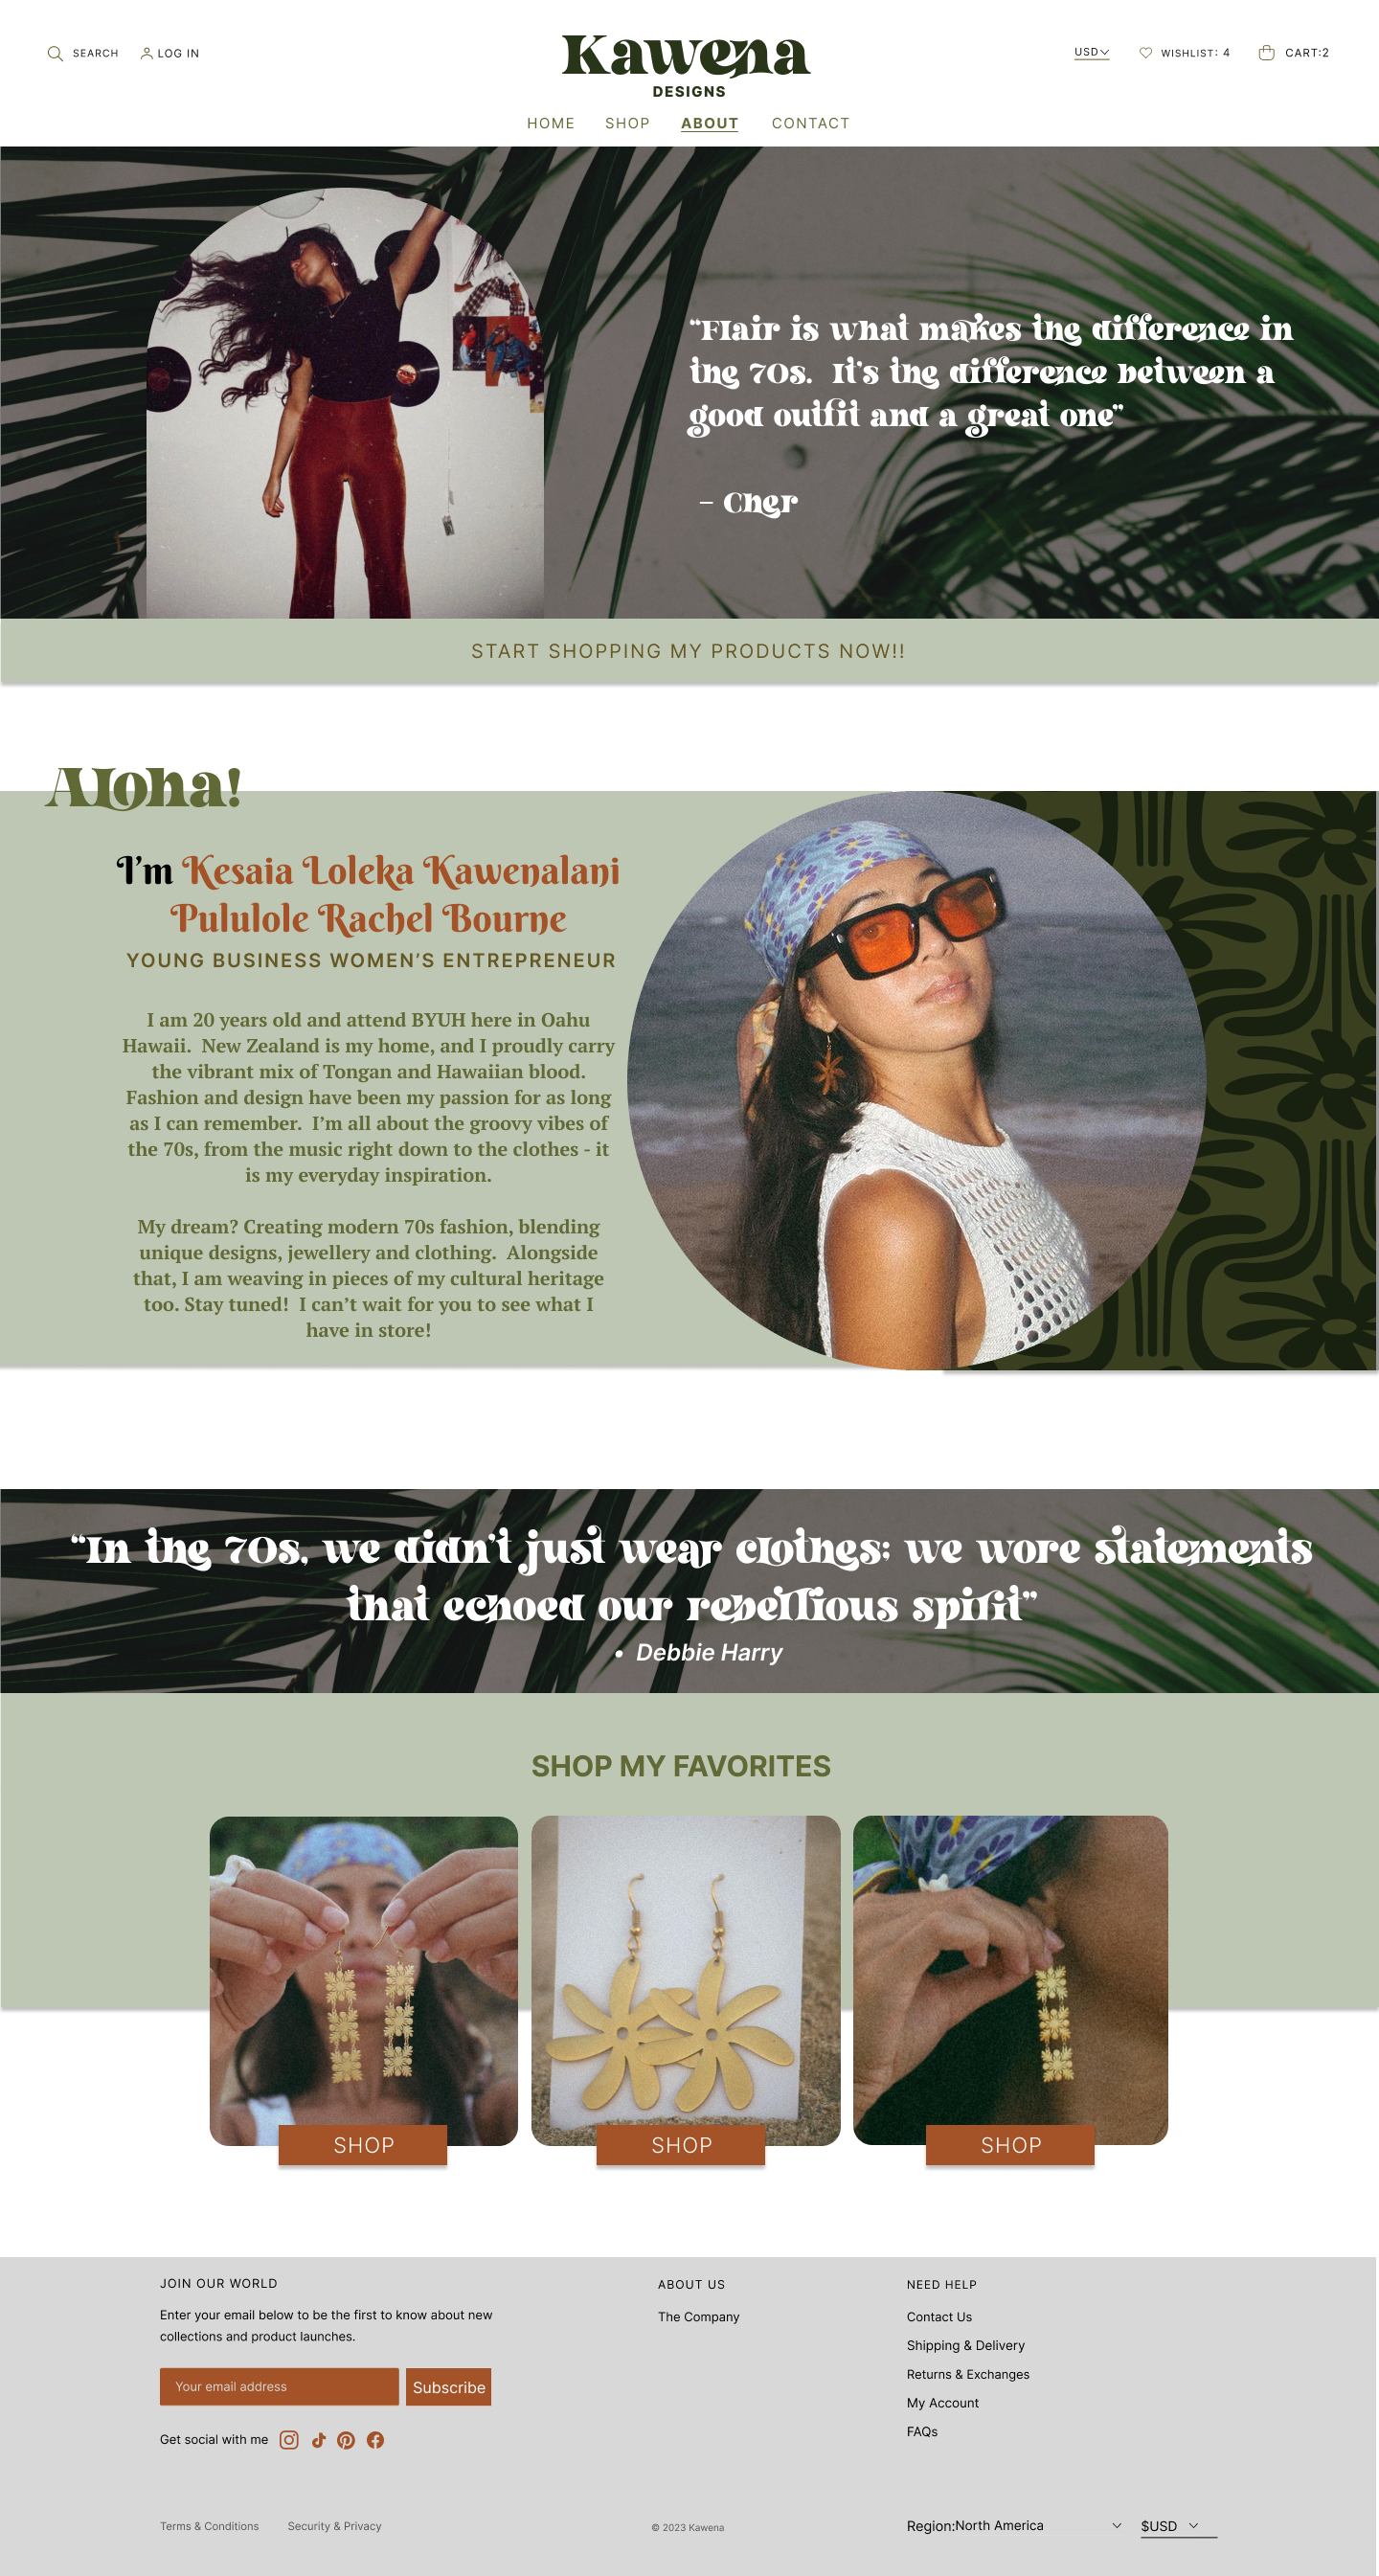 SEARCH
LOG IN
Kawena
DESIGNS
USD
WISHLIST: 4
CART:2
HOME SHOP ABOUT CONTACT
“Flair is what makes the difference in
the 70s. It’s the difference between a
good outfit and a great one”
– Cher
START SHOPPING MY PRODUCTS NOW!!
Aloha!
I’m Kesaia Loleka Kawenalani
Pululole Rachel Bourne
YOUNG BUSINESS WOMEN’S ENTREPRENEUR
I am 20 years old and attend BYUH here in Oahu
Hawaii. New Zealand is my home, and I proudly carry
the vibrant mix of Tongan and Hawaiian blood.
Fashion and design have been my passion for as long
as I can remember. I’m all about the groovy vibes of
the 70s, from the music right down to the clothes - it
is my everyday inspiration.
My dream? Creating modern 70s fashion, blending
unique designs, jewellery and clothing. Alongside
that, I am weaving in pieces of my cultural heritage
too. Stay tuned! I can’t wait for you to see what I
have in store!
“In the 70s, we didn’t just wear clothes; we wore statements
that echoed our rebellious spirit”
• Debbie Harry
SHOP MY FAVORITES
SHOP
SHOP
SHOP
JOIN OUR WORLD
Enter your email below to be the first to know about new
collections and product launches.
Your email address
Subscribe
Get social with me
ABOUT US
The Company
NEED HELP
Contact Us
Shipping & Delivery
Returns & Exchanges
My Account
FAQs
Terms & Conditions
Security & Privacy
© 2023 Kawena
Region:North America
$USD